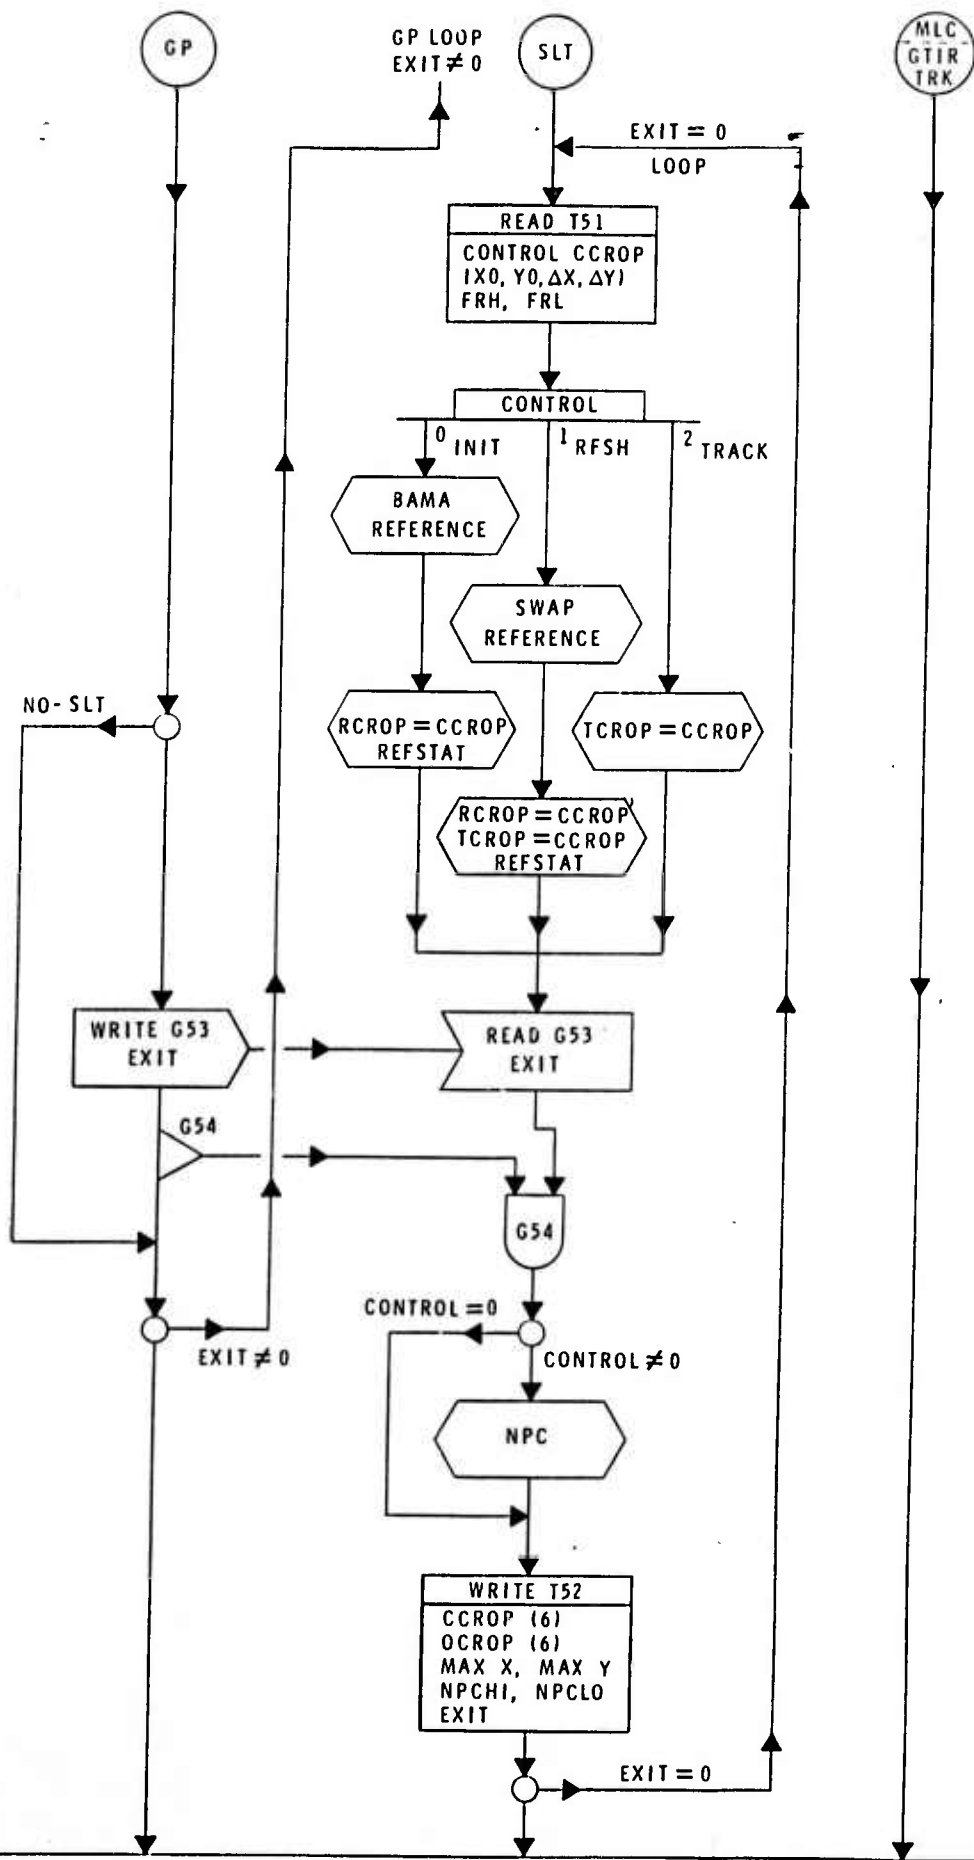 GP
GP LOOP
EXIT≠0
SLT
MLC
GTIR
TRK
EXIT = 0
LOOP
READ T51
CONTROL CCROP
(X0, Y0, ΔX, ΔY)
FRH, FRL
CONTROL
0 INIT
1 RFSH
2 TRACK
BAMA
REFERENCE
SWAP
REFERENCE
NO-SLT
RCROP = CCROP
REFSTAT
TCROP = CCROP
RCROP = CCROP
TCROP = CCROP
REFSTAT
WRITE G53
EXIT
READ G53
EXIT
G54
G54
CONTROL = 0
EXIT ≠ 0
CONTROL ≠ 0
NPC
WRITE T52
CCROP (6)
OCROP (6)
MAX X, MAX Y
NPCHI, NPCLO
EXIT
EXIT = 0